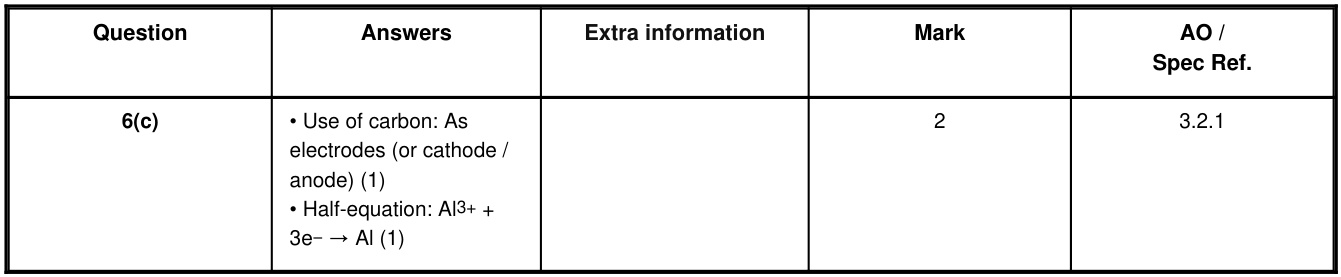 Question Answers Extra information Mark AO /
Spec Ref.
6(c) • Use of carbon: As 2 3.2.1
electrodes (or cathode /
anode) (1)
• Half-equation: Al³⁺ +
3e⁻ → Al (1)